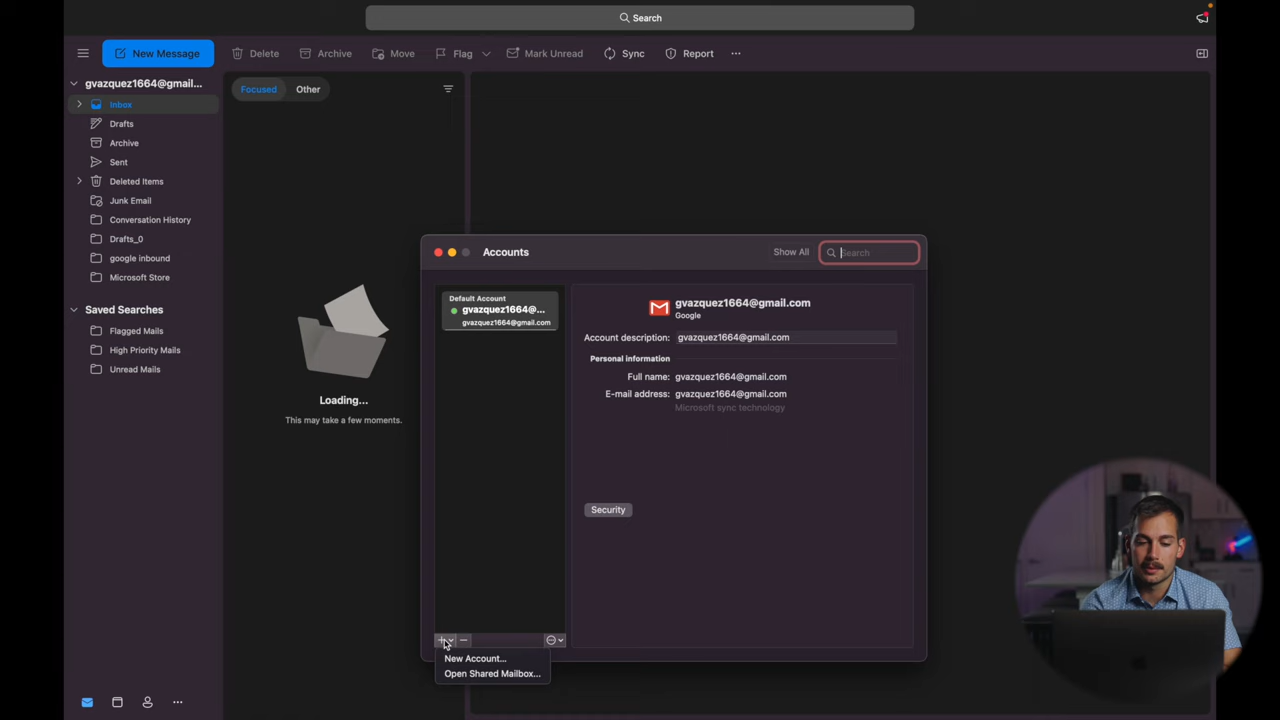 Search
New Message
Delete
Archive
Move
Flag
Mark Unread
Sync
Report
gvazquez1664@gmail...
Inbox
Drafts
Archive
Sent
Deleted Items
Junk Email
Conversation History
Drafts_0
google inbound
Microsoft Store
Saved Searches
Flagged Mails
High Priority Mails
Unread Mails
Focused
Other
Loading...
This may take a few moments.
Accounts
Show All
Search
Default Account
gvazquez1664@...
gvazquez1664@gmail.com
gvazquez1664@gmail.com
Google
Account description: gvazquez1664@gmail.com
Personal information
Full name: gvazquez1664@gmail.com
E-mail address: gvazquez1664@gmail.com
Microsoft sync technology
Security
New Account...
Open Shared Mailbox...